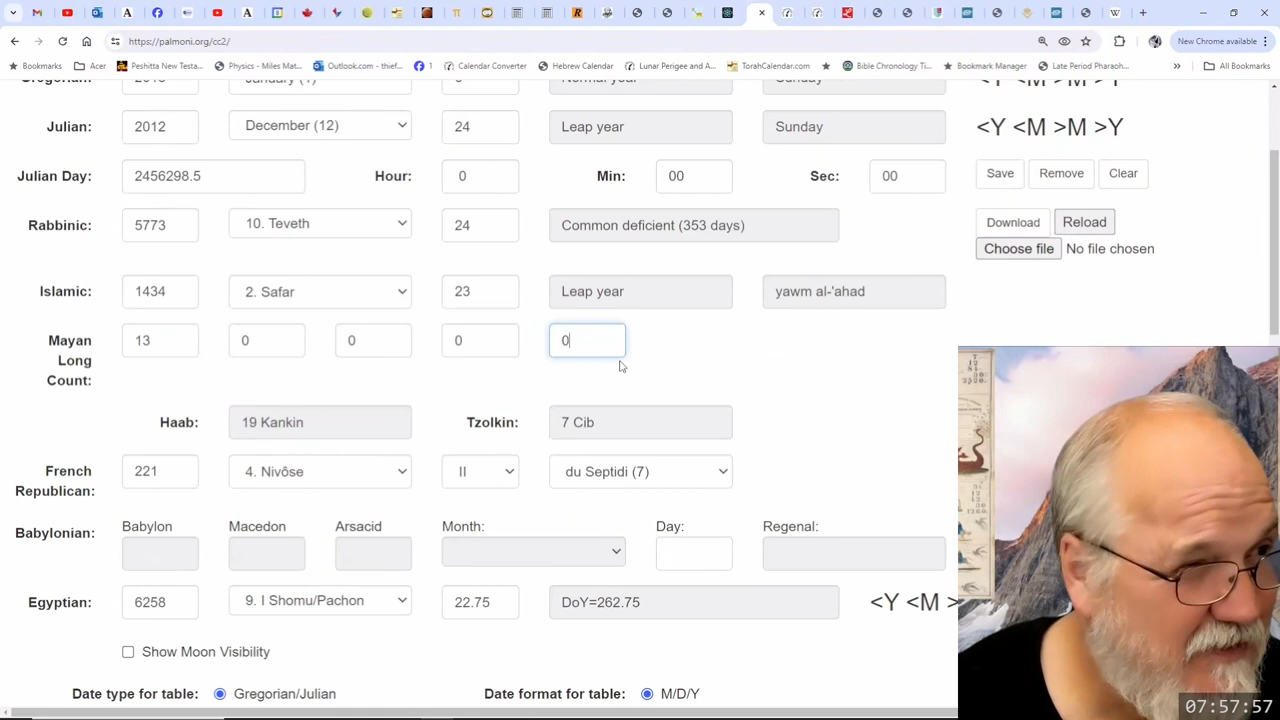 New Chrome available
https://palmoni.org/cc2/
Bookmarks Acer Peshitta New Testa... Physics - Miles Mat... Outlook.com - thief... 1 Calendar Converter Hebrew Calendar Lunar Perigee and A... TorahCalendar.com Bible Chronology Ti... Bookmark Manager Late Period Pharaoh... » All Bookmarks
Julian: 2012 December (12) 24 Leap year Sunday <Y <M >M >Y
Julian Day: 2456298.5 Hour: 0 Min: 00 Sec: 00 Save Remove Clear
Rabbinic: 5773 10. Teveth 24 Common deficient (353 days) Download Reload
Choose file No file chosen
Islamic: 1434 2. Safar 23 Leap year yawm al-'ahad
Mayan 13 0 0 0 0
Long
Count:
Haab: 19 Kankin Tzolkin: 7 Cib
French 221 4. Nivôse II du Septidi (7)
Republican:
Babylon Macedon Arsacid Month: Day: Regenal:
Babylonian:
Egyptian: 6258 9. I Shomu/Pachon 22.75 DoY=262.75 <Y <M >
Show Moon Visibility
Date type for table: Gregorian/Julian Date format for table: M/D/Y
07:57:57